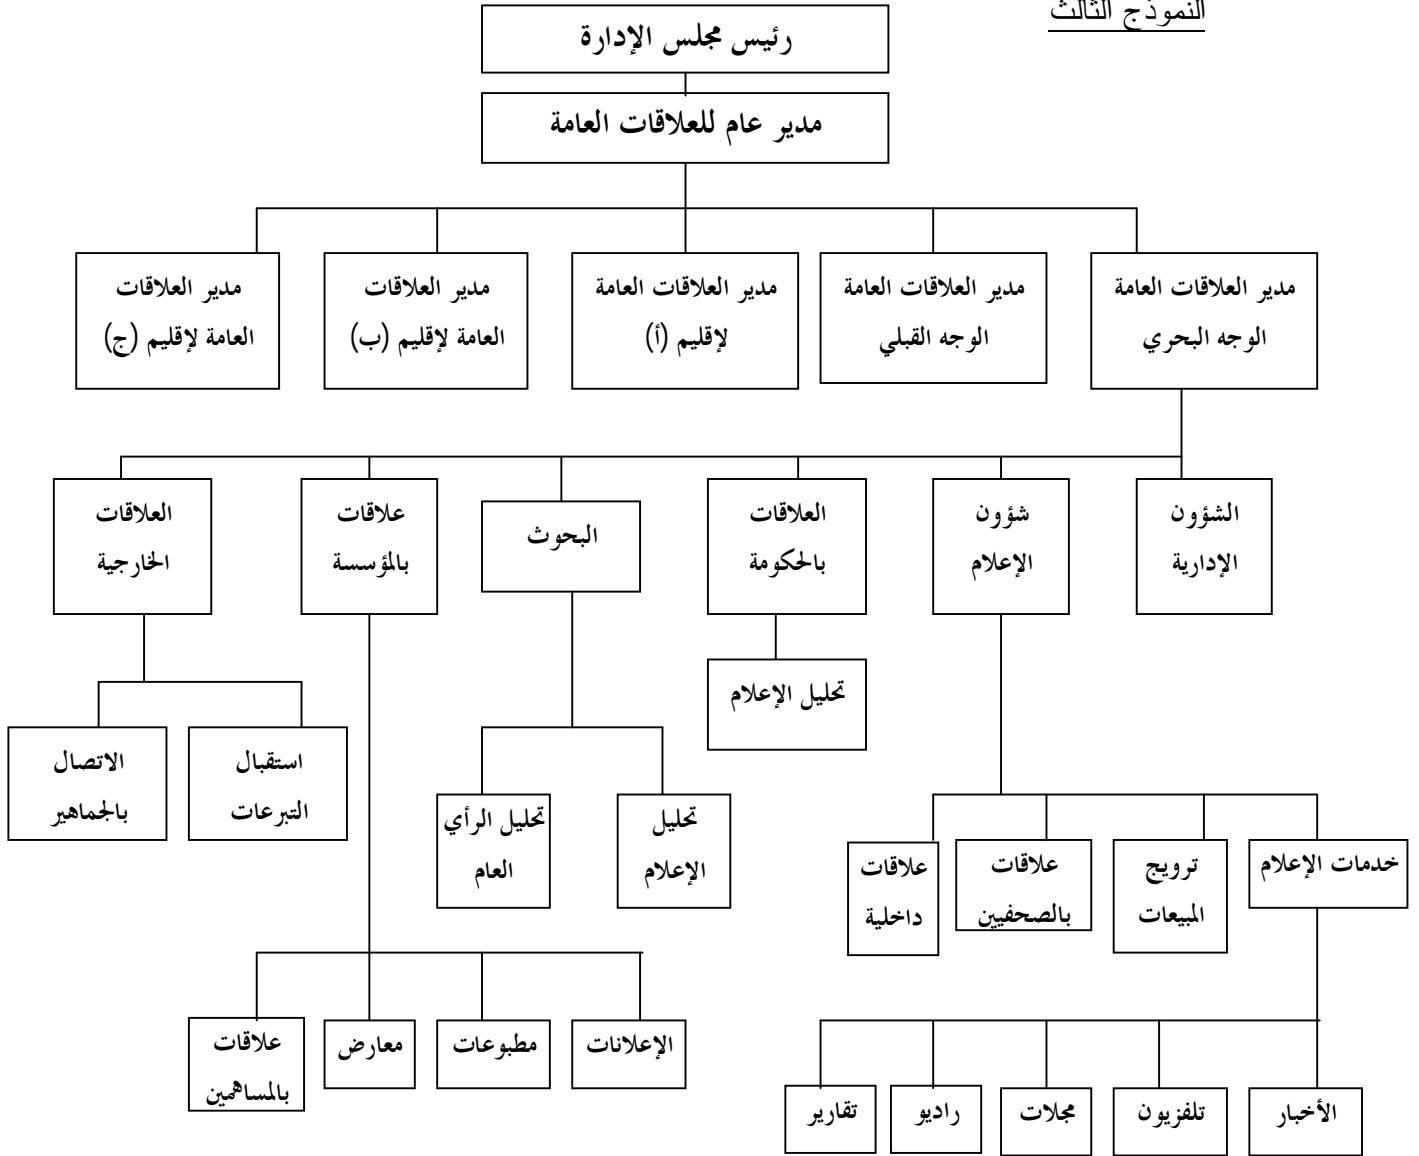 النموذج الثالث
رئيس مجلس الإدارة
مدير عام للعلاقات العامة
مدير العلاقات العامة
الوجه البحري
مدير العلاقات العامة
الوجه القبلي
مدير العلاقات العامة
لإقليم (أ)
مدير العلاقات
العامة لإقليم (ب)
مدير العلاقات
العامة لإقليم (ج)
الشؤون
الإدارية
شؤون
الإعلام
العلاقات
بالحكومة
البحوث
علاقات
بالمؤسسة
العلاقات
الخارجية
تحليل الإعلام
استقبال
التبرعات
الاتصال
بالجماهير
تحليل
الإعلام
تحليل الرأي
العام
خدمات الإعلام
ترويج
المبيعات
علاقات
بالصحفيين
علاقات
داخلية
الإعلانات
مطبوعات
معارض
علاقات
بالمساهمين
الأخبار
تلفزيون
مجلات
راديو
تقارير